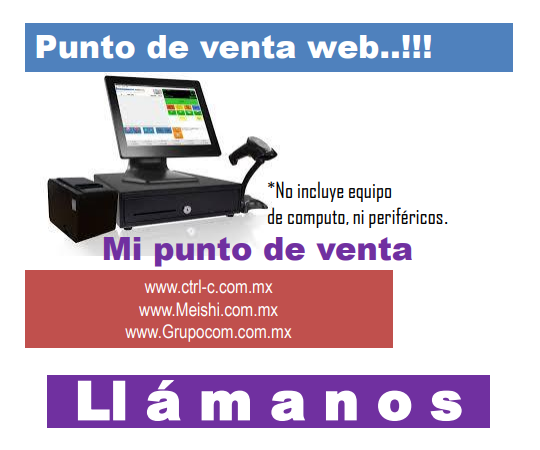 Punto de venta web..!!!
*No incluye equipo
de computo, ni periféricos.
Mi punto de venta
www.ctrl-c.com.mx
www.Meishi.com.mx
www.Grupocom.com.mx
Llámanos